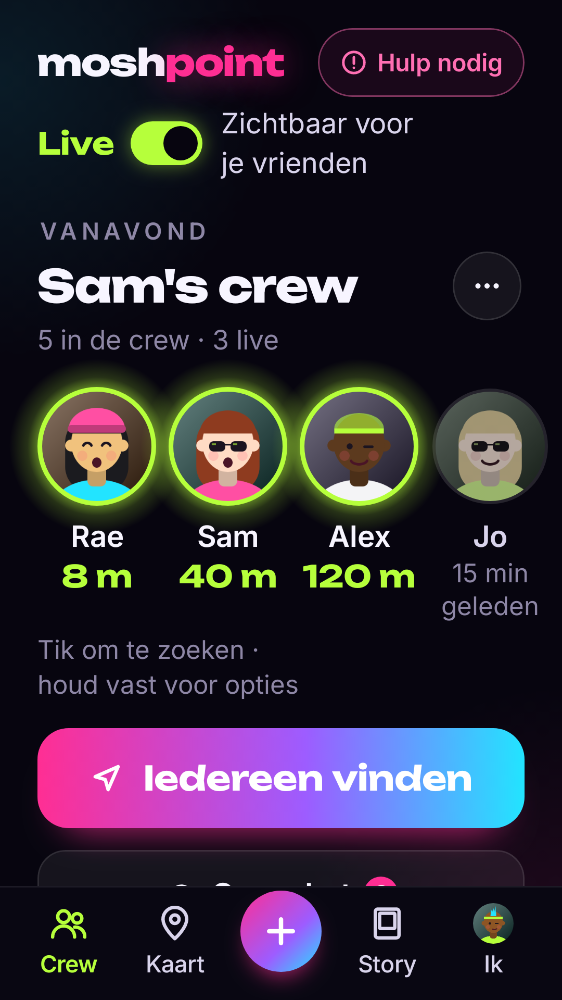 moshpoint
Hulp nodig
Live
Zichtbaar voor
je vrienden
VANAVOND
Sam's crew
5 in de crew · 3 live
Rae
8 m
Sam
40 m
Alex
120 m
Jo
15 min
geleden
Tik om te zoeken ·
houd vast voor opties
Iedereen vinden
Crew
Kaart
Story
Ik